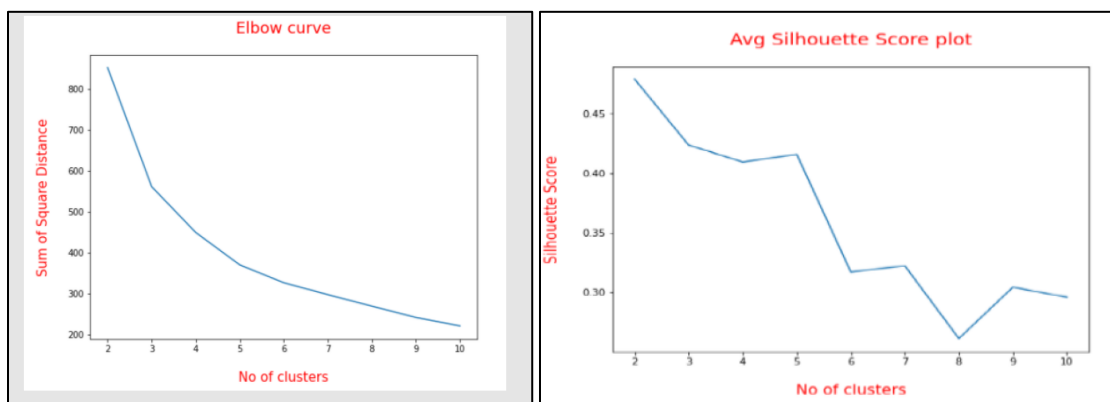 Elbow curve
Sum of Square Distance
800
700
600
500
400
300
200
2 3 4 5 6 7 8 9 10
No of clusters
Avg Silhouette Score plot
Silhouette Score
0.45
0.40
0.35
0.30
2 3 4 5 6 7 8 9 10
No of clusters